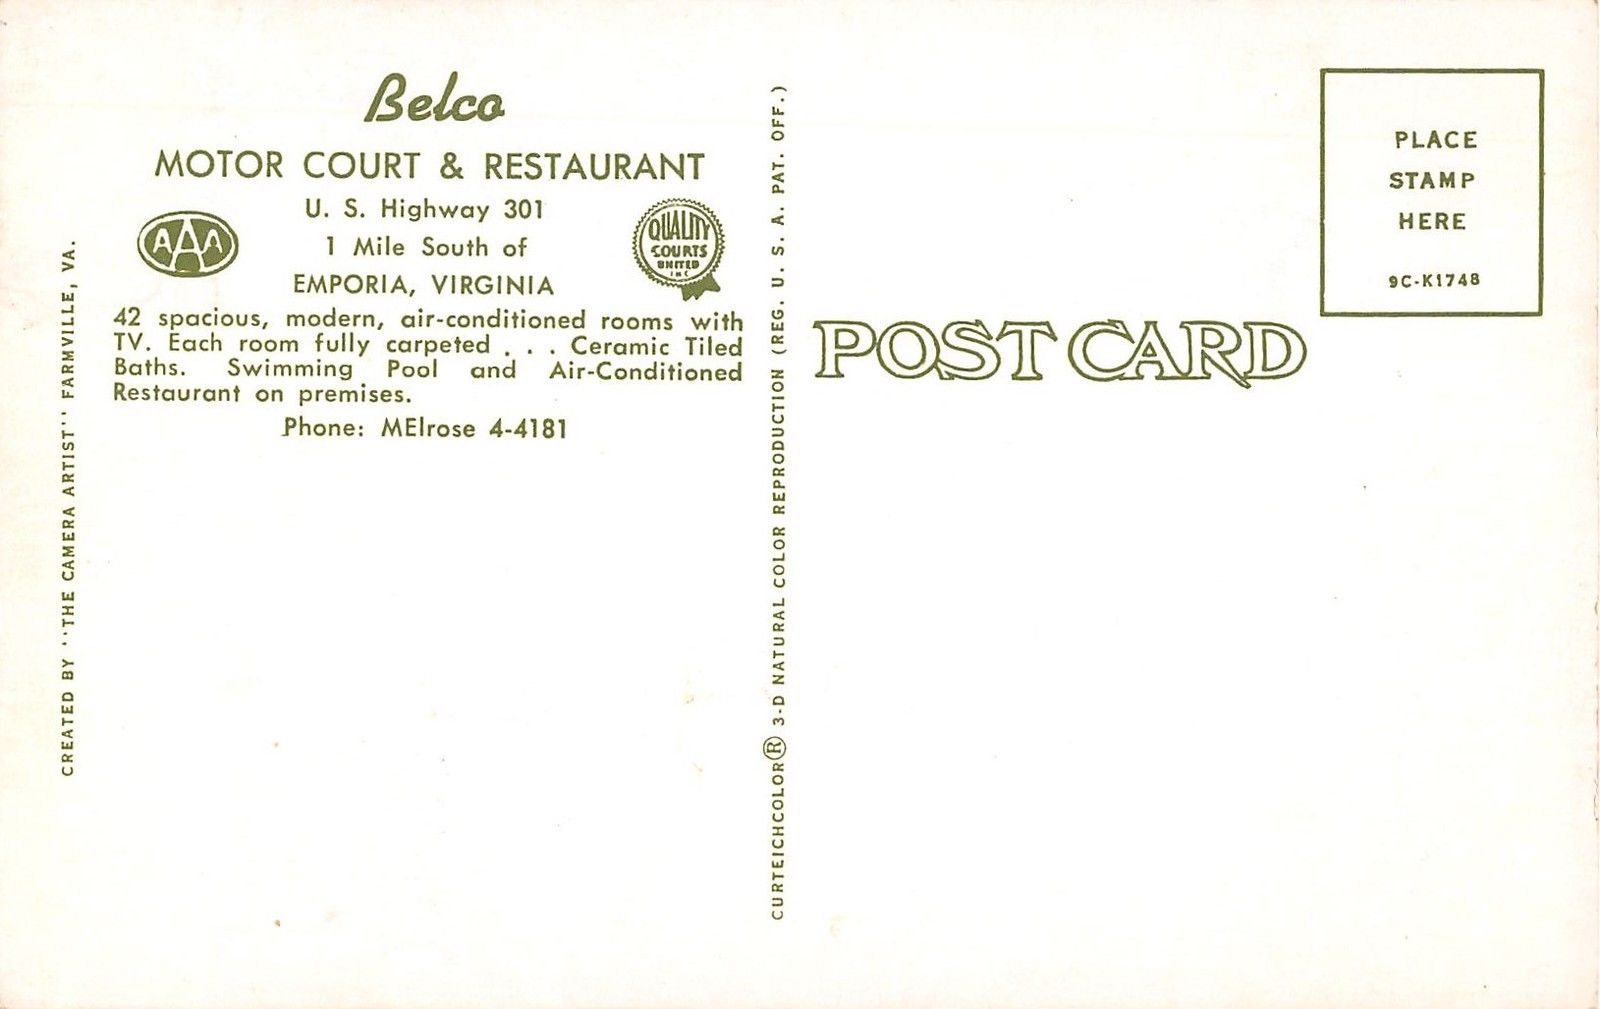 Belco
MOTOR COURT & RESTAURANT
U. S. Highway 301
1 Mile South of
EMPORIA, VIRGINIA
AAA
QUALITY
COURTS
UNITED
INC
42 spacious, modern, air-conditioned rooms with
TV. Each room fully carpeted . . . Ceramic Tiled
Baths. Swimming Pool and Air-Conditioned
Restaurant on premises.
Phone: MElrose 4-4181
CREATED BY ''THE CAMERA ARTIST'' FARMVILLE, VA.
CURTEICHCOLOR® 3-D NATURAL COLOR REPRODUCTION (REG. U. S. A. PAT. OFF.)
POST CARD
PLACE
STAMP
HERE
9C-K1748